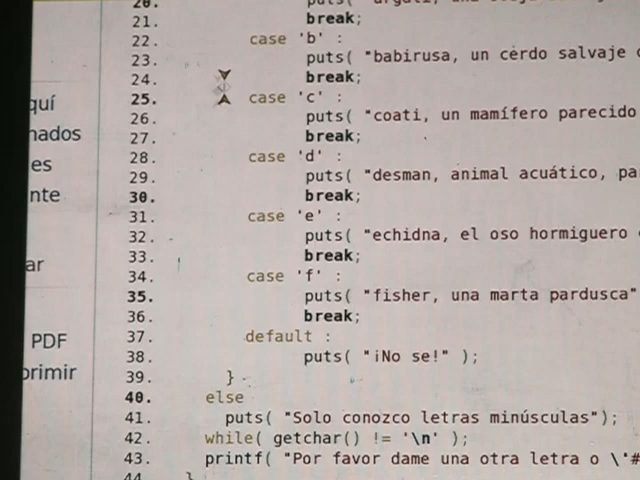 quí
nados
es
nte
ar
PDF
primir
20. puts(
21. break;
22. case 'b' :
23. puts( "babirusa, un cerdo salvaje
24. break;
25. case 'c' :
26. puts( "coati, un mamífero parecido
27. break;
28. case 'd' :
29. puts( "desman, animal acuático, pa
30. break;
31. case 'e' :
32. puts( "echidna, el oso hormiguero
33. break;
34. case 'f' :
35. puts( "fisher, una marta pardusca"
36. break;
37. default :
38. puts( "¡No se!" );
39. }
40. else
41. puts( "Solo conozco letras minúsculas");
42. while( getchar() != '\n' );
43. printf( "Por favor dame una otra letra o \'#
44. }